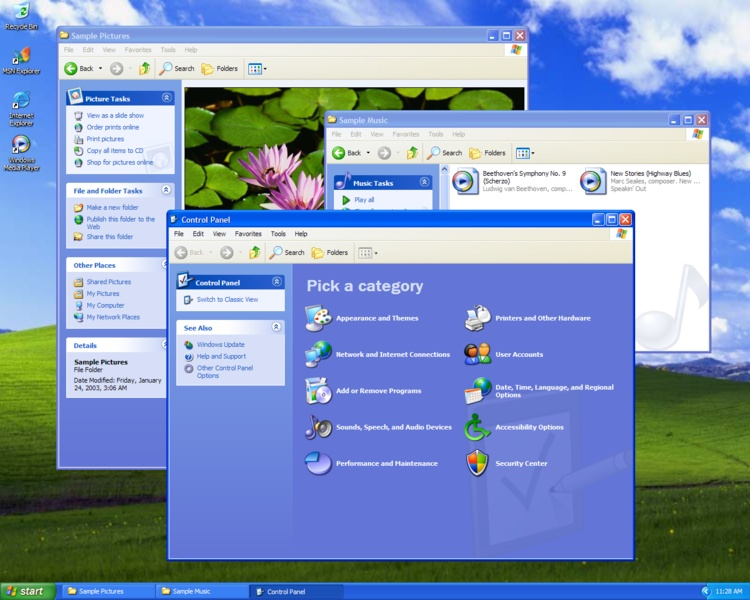 Recycle Bin
MSN Explorer
Internet
Explorer
Windows
Media Player
Sample Pictures
File Edit View Favorites Tools Help
Back Search Folders
Picture Tasks
View as a slide show
Order prints online
Print pictures
Copy all items to CD
Shop for pictures online
File and Folder Tasks
Make a new folder
Publish this folder to the
Web
Share this folder
Other Places
Shared Pictures
My Pictures
My Computer
My Network Places
Details
Sample Pictures
File Folder
Date Modified: Friday, January
24, 2003, 3:06 AM
Sample Music
File Edit View Favorites Tools Help
Back Search Folders
Music Tasks
Play all
Beethoven's Symphony No. 9
(Scherzo)
Ludwig van Beethoven, comp...
New Stories (Highway Blues)
Marc Seales, composer. New ...
Speakin' Out
Control Panel
File Edit View Favorites Tools Help
Back Search Folders
Control Panel
Switch to Classic View
See Also
Windows Update
Help and Support
Other Control Panel
Options
Pick a category
Appearance and Themes
Printers and Other Hardware
Network and Internet Connections
User Accounts
Add or Remove Programs
Date, Time, Language, and Regional
Options
Sounds, Speech, and Audio Devices
Accessibility Options
Performance and Maintenance
Security Center
start
Sample Pictures
Sample Music
Control Panel
11:28 AM